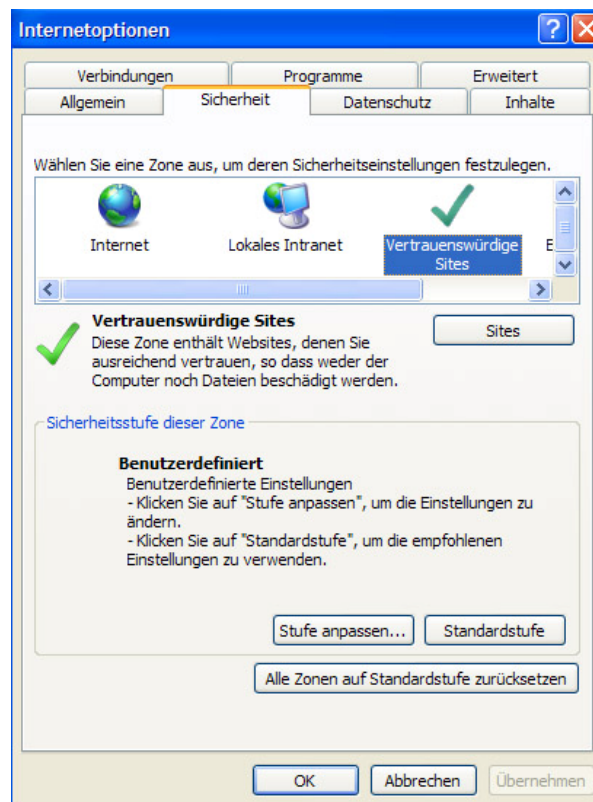 Internetoptionen
Verbindungen Programme Erweitert
Allgemein Sicherheit Datenschutz Inhalte
Wählen Sie eine Zone aus, um deren Sicherheitseinstellungen festzulegen.
Internet Lokales Intranet Vertrauenswürdige E
Sites
Vertrauenswürdige Sites
Sites
Diese Zone enthält Websites, denen Sie
ausreichend vertrauen, so dass weder der
Computer noch Dateien beschädigt werden.
Sicherheitsstufe dieser Zone
Benutzerdefiniert
Benutzerdefinierte Einstellungen
- Klicken Sie auf "Stufe anpassen", um die Einstellungen zu
ändern.
- Klicken Sie auf "Standardstufe", um die empfohlenen
Einstellungen zu verwenden.
Stufe anpassen... Standardstufe
Alle Zonen auf Standardstufe zurücksetzen
OK Abbrechen Übernehmen